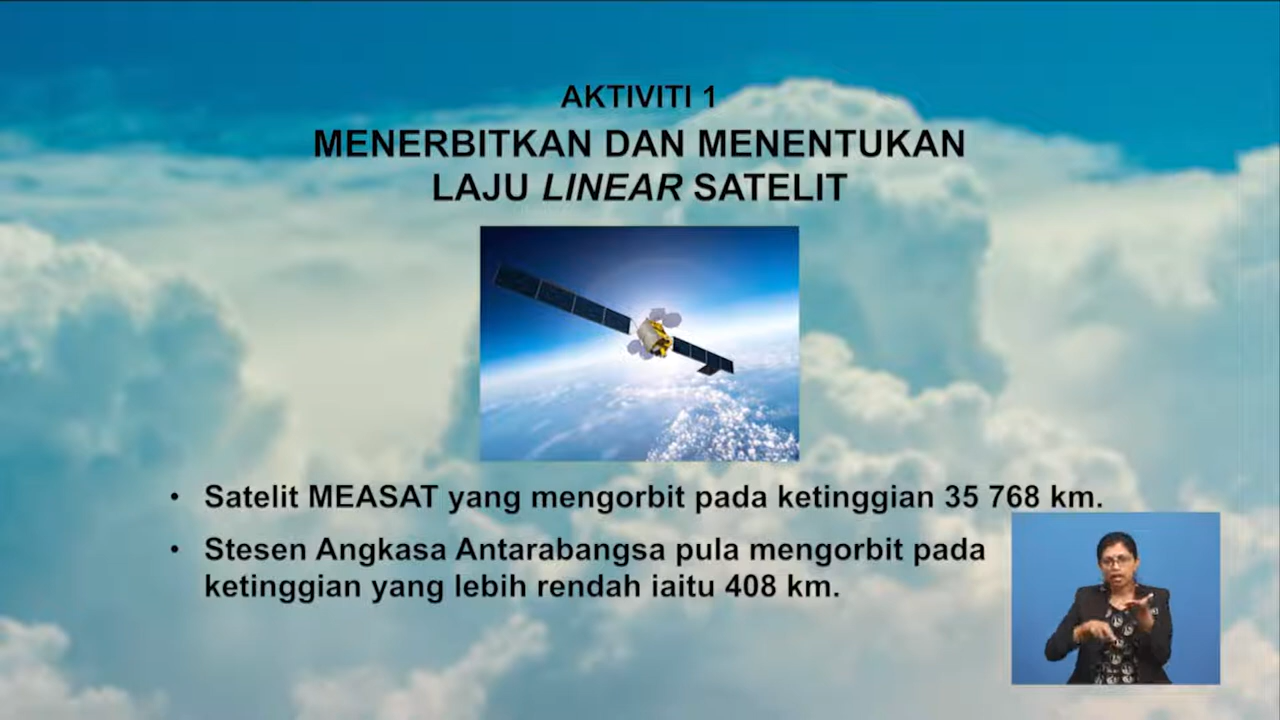 AKTIVITI 1
MENERBITKAN DAN MENENTUKAN
LAJU LINEAR SATELIT
• Satelit MEASAT yang mengorbit pada ketinggian 35 768 km.
• Stesen Angkasa Antarabangsa pula mengorbit pada
ketinggian yang lebih rendah iaitu 408 km.